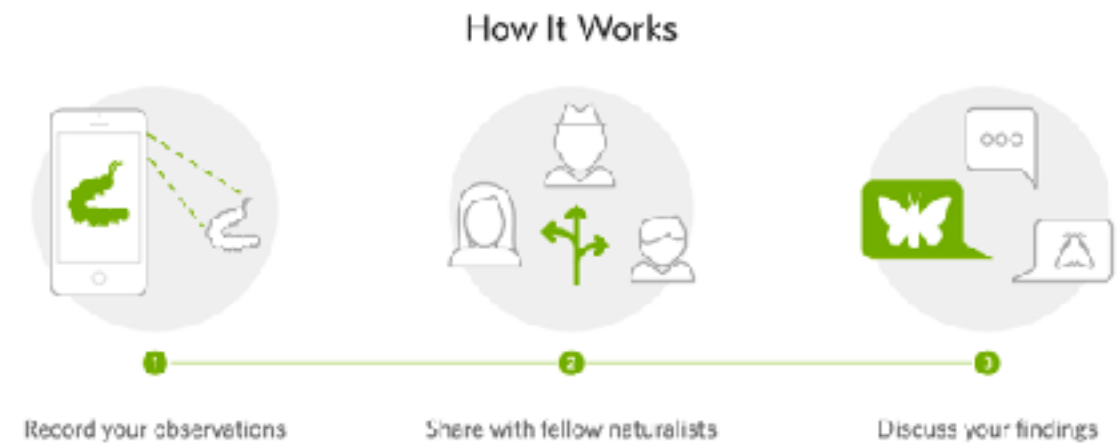 How It Works
1
2
3
Record your observations
Share with fellow naturalists
Discuss your findings